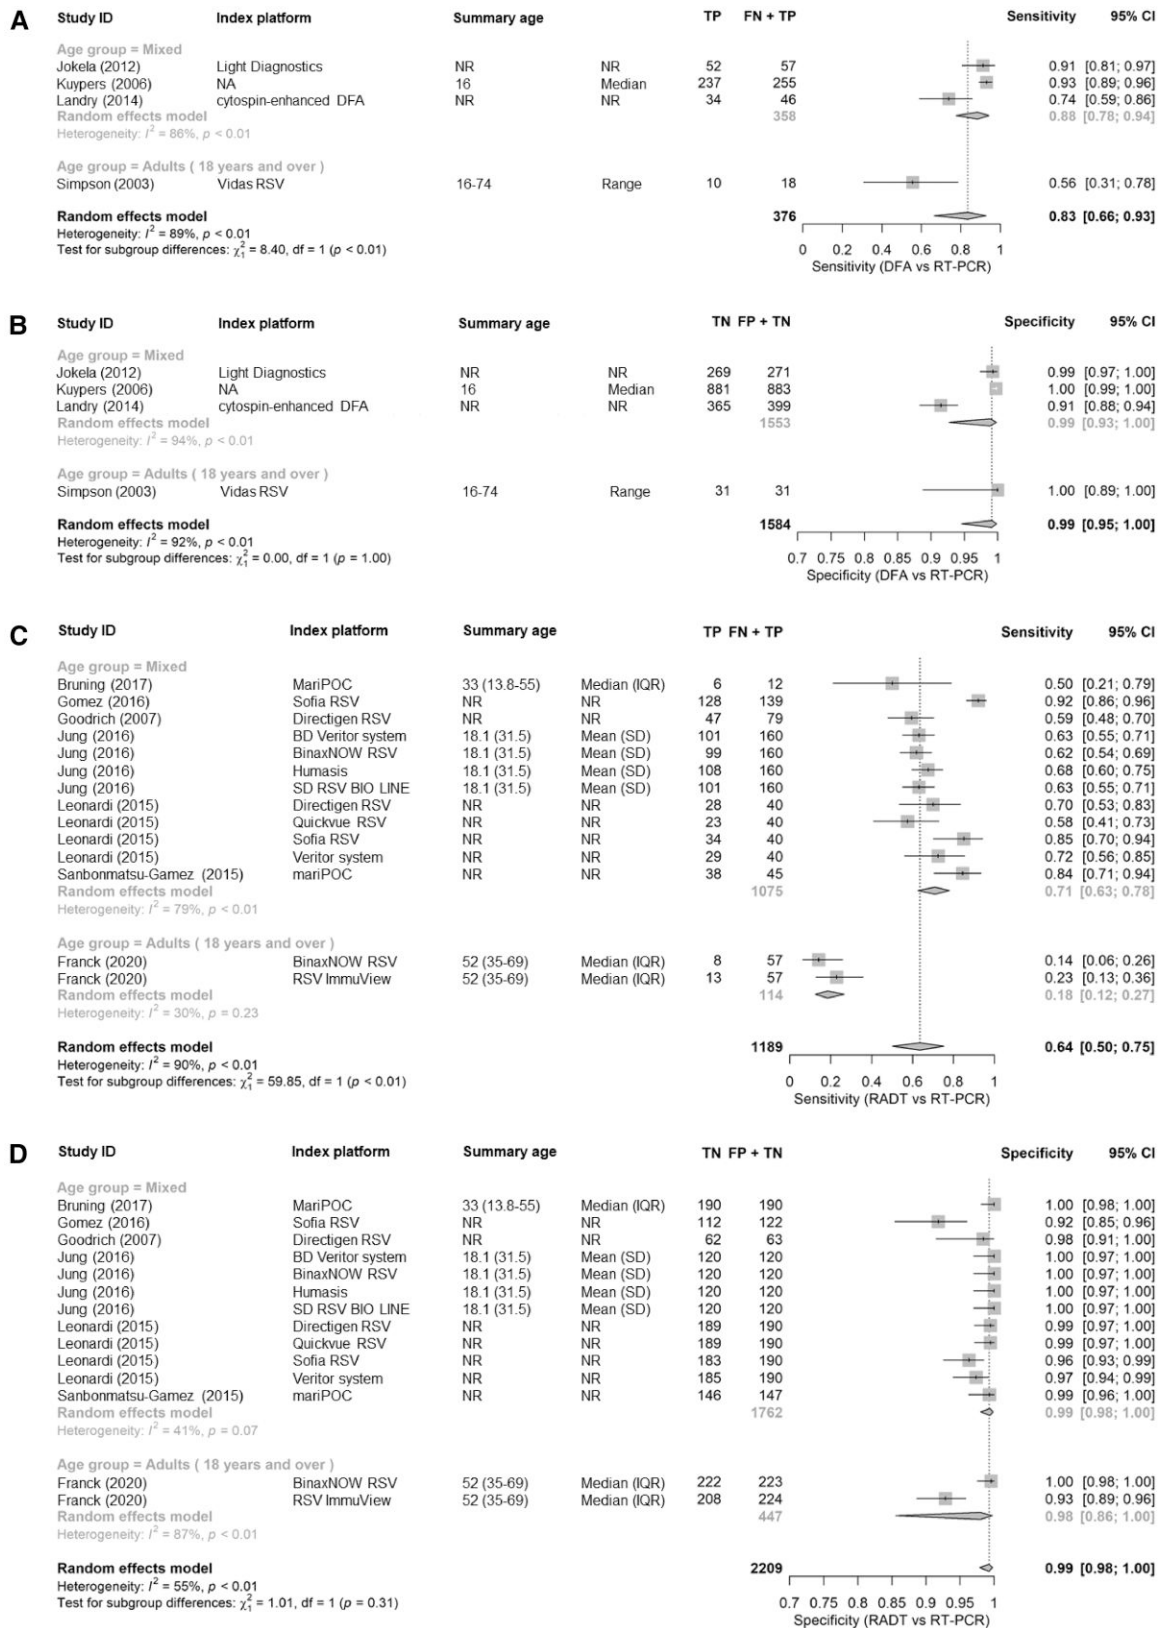 A
Study ID Index platform Summary age TP FN + TP Sensitivity 95% CI
Age group = Mixed
Jokela (2012) Light Diagnostics NR NR 52 57 0.91 [0.81; 0.97]
Kuypers (2006) NA 16 Median 237 255 0.93 [0.89; 0.96]
Landry (2014) cytospin-enhanced DFA NR NR 34 46 0.74 [0.59; 0.86]
Random effects model 358 0.88 [0.78; 0.94]
Heterogeneity: I² = 86%, p < 0.01
Age group = Adults ( 18 years and over )
Simpson (2003) Vidas RSV 16-74 Range 10 18 0.56 [0.31; 0.78]
Random effects model 376 0.83 [0.66; 0.93]
Heterogeneity: I² = 89%, p < 0.01
Test for subgroup differences: χ²₁ = 8.40, df = 1 (p < 0.01)
0 0.2 0.4 0.6 0.8 1
Sensitivity (DFA vs RT-PCR)
B
Study ID Index platform Summary age TN FP + TN Specificity 95% CI
Age group = Mixed
Jokela (2012) Light Diagnostics NR NR 269 271 0.99 [0.97; 1.00]
Kuypers (2006) NA 16 Median 881 883 1.00 [0.99; 1.00]
Landry (2014) cytospin-enhanced DFA NR NR 365 399 0.91 [0.88; 0.94]
Random effects model 1553 0.99 [0.93; 1.00]
Heterogeneity: I² = 94%, p < 0.01
Age group = Adults ( 18 years and over )
Simpson (2003) Vidas RSV 16-74 Range 31 31 1.00 [0.89; 1.00]
Random effects model 1584 0.99 [0.95; 1.00]
Heterogeneity: I² = 92%, p < 0.01
Test for subgroup differences: χ²₁ = 0.00, df = 1 (p = 1.00)
0.7 0.75 0.8 0.85 0.9 0.95 1
Specificity (DFA vs RT-PCR)
C
Study ID Index platform Summary age TP FN + TP Sensitivity 95% CI
Age group = Mixed
Bruning (2017) MariPOC 33 (13.8-55) Median (IQR) 6 12 0.50 [0.21; 0.79]
Gomez (2016) Sofia RSV NR NR 128 139 0.92 [0.86; 0.96]
Goodrich (2007) Directigen RSV NR NR 47 79 0.59 [0.48; 0.70]
Jung (2016) BD Veritor system 18.1 (31.5) Mean (SD) 101 160 0.63 [0.55; 0.71]
Jung (2016) BinaxNOW RSV 18.1 (31.5) Mean (SD) 99 160 0.62 [0.54; 0.69]
Jung (2016) Humasis 18.1 (31.5) Mean (SD) 108 160 0.68 [0.60; 0.75]
Jung (2016) SD RSV BIO LINE 18.1 (31.5) Mean (SD) 101 160 0.63 [0.55; 0.71]
Leonardi (2015) Directigen RSV NR NR 28 40 0.70 [0.53; 0.83]
Leonardi (2015) Quickvue RSV NR NR 23 40 0.58 [0.41; 0.73]
Leonardi (2015) Sofia RSV NR NR 34 40 0.85 [0.70; 0.94]
Leonardi (2015) Veritor system NR NR 29 40 0.72 [0.56; 0.85]
Sanbonmatsu-Gamez (2015) mariPOC NR NR 38 45 0.84 [0.71; 0.94]
Random effects model 1075 0.71 [0.63; 0.78]
Heterogeneity: I² = 79%, p < 0.01
Age group = Adults ( 18 years and over )
Franck (2020) BinaxNOW RSV 52 (35-69) Median (IQR) 8 57 0.14 [0.06; 0.26]
Franck (2020) RSV ImmuView 52 (35-69) Median (IQR) 13 57 0.23 [0.13; 0.36]
Random effects model 114 0.18 [0.12; 0.27]
Heterogeneity: I² = 30%, p = 0.23
Random effects model 1189 0.64 [0.50; 0.75]
Heterogeneity: I² = 90%, p < 0.01
Test for subgroup differences: χ²₁ = 59.85, df = 1 (p < 0.01)
0 0.2 0.4 0.6 0.8 1
Sensitivity (RADT vs RT-PCR)
D
Study ID Index platform Summary age TN FP + TN Specificity 95% CI
Age group = Mixed
Bruning (2017) MariPOC 33 (13.8-55) Median (IQR) 190 190 1.00 [0.98; 1.00]
Gomez (2016) Sofia RSV NR NR 112 122 0.92 [0.85; 0.96]
Goodrich (2007) Directigen RSV NR NR 62 63 0.98 [0.91; 1.00]
Jung (2016) BD Veritor system 18.1 (31.5) Mean (SD) 120 120 1.00 [0.97; 1.00]
Jung (2016) BinaxNOW RSV 18.1 (31.5) Mean (SD) 120 120 1.00 [0.97; 1.00]
Jung (2016) Humasis 18.1 (31.5) Mean (SD) 120 120 1.00 [0.97; 1.00]
Jung (2016) SD RSV BIO LINE 18.1 (31.5) Mean (SD) 120 120 1.00 [0.97; 1.00]
Leonardi (2015) Directigen RSV NR NR 189 190 0.99 [0.97; 1.00]
Leonardi (2015) Quickvue RSV NR NR 189 190 0.99 [0.97; 1.00]
Leonardi (2015) Sofia RSV NR NR 183 190 0.96 [0.93; 0.99]
Leonardi (2015) Veritor system NR NR 185 190 0.97 [0.94; 0.99]
Sanbonmatsu-Gamez (2015) mariPOC NR NR 146 147 0.99 [0.96; 1.00]
Random effects model 1762 0.99 [0.98; 1.00]
Heterogeneity: I² = 41%, p = 0.07
Age group = Adults ( 18 years and over )
Franck (2020) BinaxNOW RSV 52 (35-69) Median (IQR) 222 223 1.00 [0.98; 1.00]
Franck (2020) RSV ImmuView 52 (35-69) Median (IQR) 208 224 0.93 [0.89; 0.96]
Random effects model 447 0.98 [0.86; 1.00]
Heterogeneity: I² = 87%, p < 0.01
Random effects model 2209 0.99 [0.98; 1.00]
Heterogeneity: I² = 55%, p < 0.01
Test for subgroup differences: χ²₁ = 1.01, df = 1 (p = 0.31)
0.7 0.75 0.8 0.85 0.9 0.95 1
Specificity (RADT vs RT-PCR)